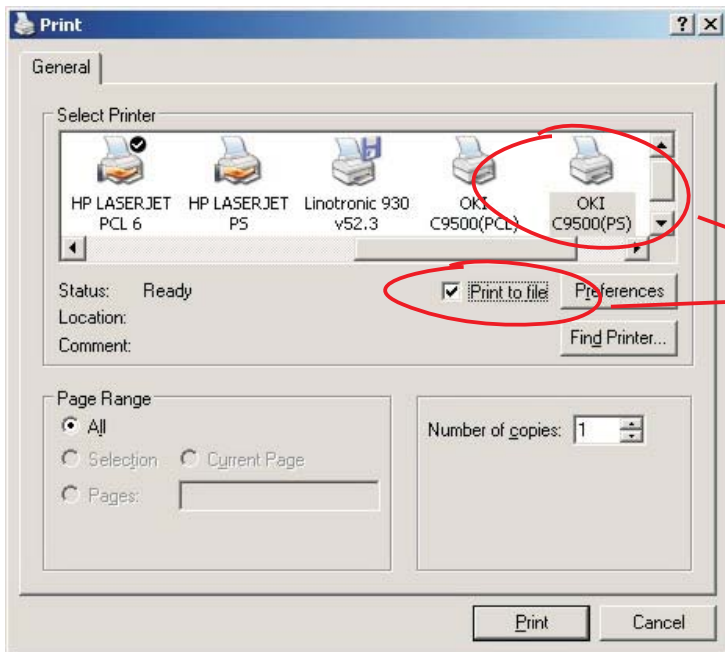 Print
General
Select Printer
HP LASERJET PCL 6
HP LASERJET PS
Linotronic 930 v52.3
OKI C9500(PCL)
OKI C9500(PS)
Status: Ready
Print to file
Preferences
Location:
Comment:
Find Printer...
Page Range
All
Selection
Current Page
Pages:
Number of copies: 1
Print
Cancel